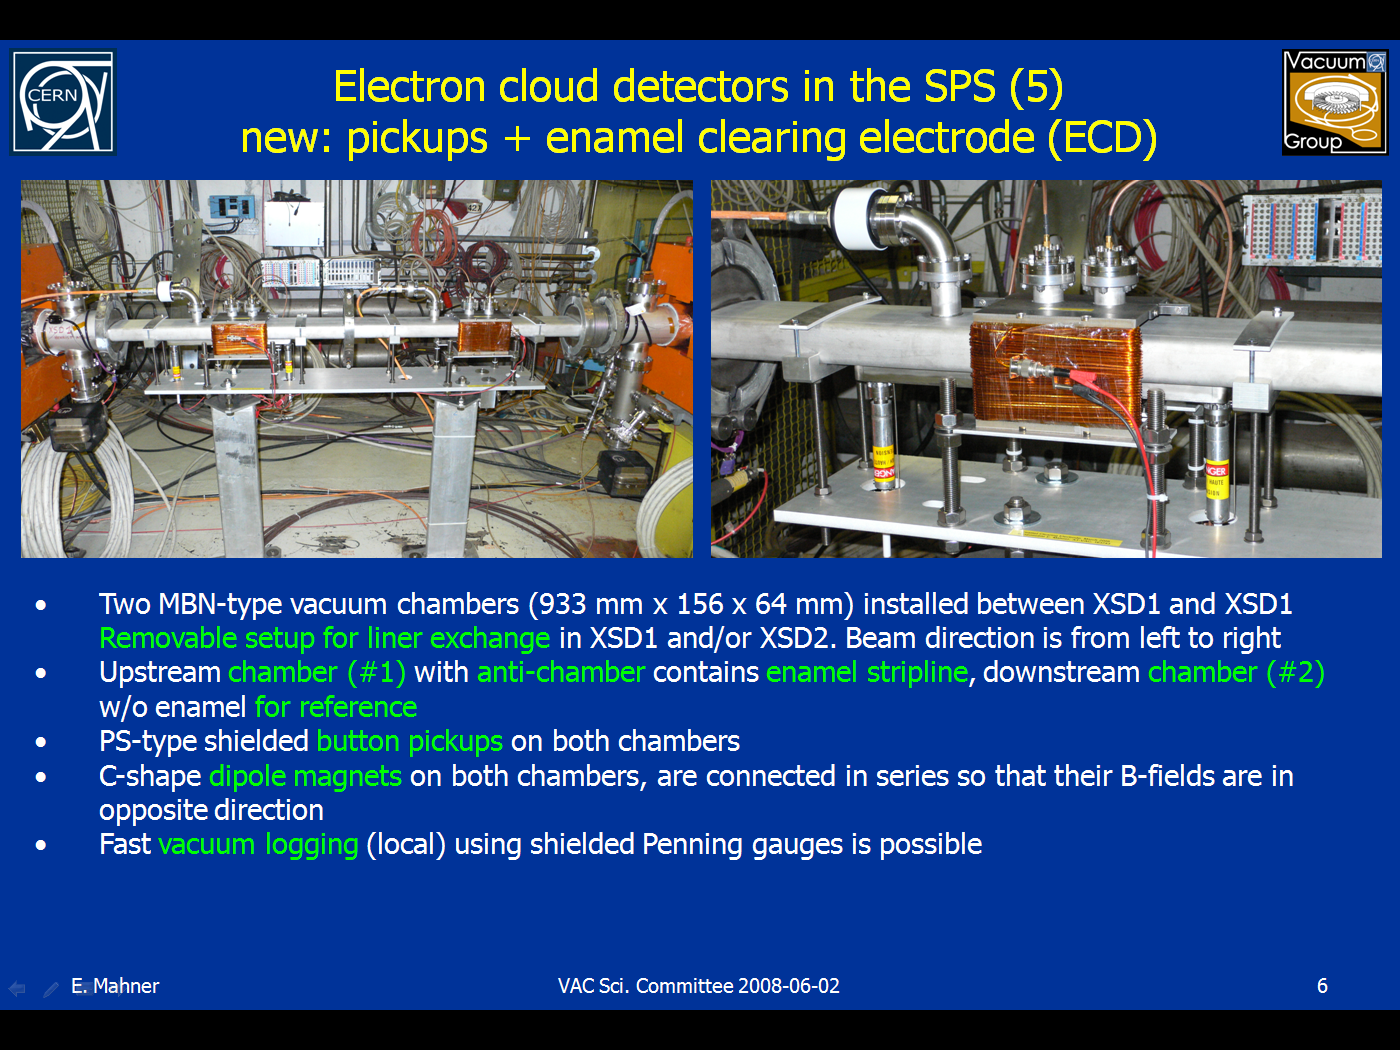 CERN
Vacuum
Group
Electron cloud detectors in the SPS (5)
new: pickups + enamel clearing electrode (ECD)
• Two MBN-type vacuum chambers (933 mm x 156 x 64 mm) installed between XSD1 and XSD1
Removable setup for liner exchange in XSD1 and/or XSD2. Beam direction is from left to right
• Upstream chamber (#1) with anti-chamber contains enamel stripline, downstream chamber (#2)
w/o enamel for reference
• PS-type shielded button pickups on both chambers
• C-shape dipole magnets on both chambers, are connected in series so that their B-fields are in
opposite direction
• Fast vacuum logging (local) using shielded Penning gauges is possible
E. Mahner
VAC Sci. Committee 2008-06-02
6